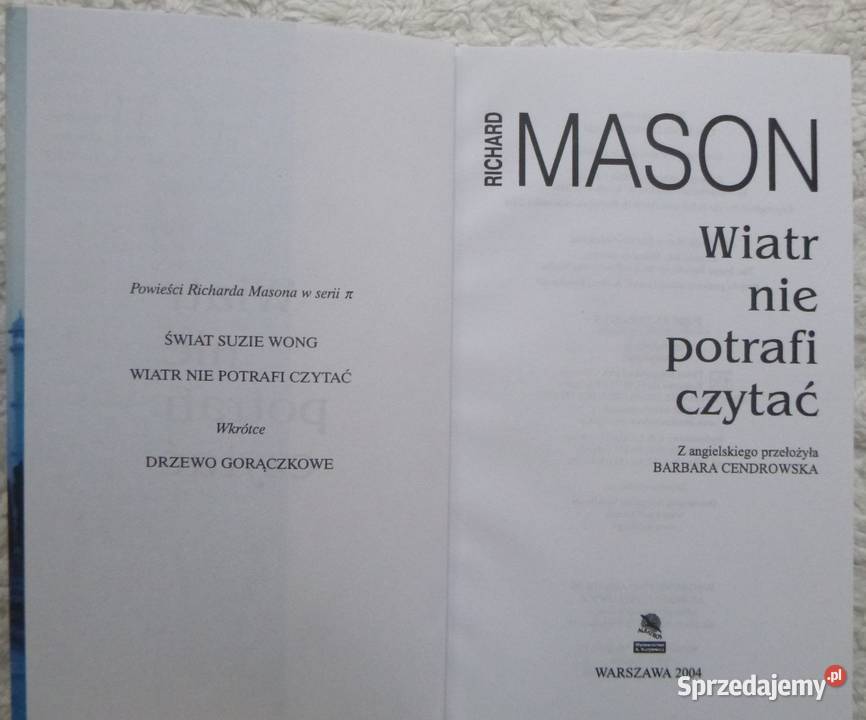 Powieści Richarda Masona w serii π
ŚWIAT SUZIE WONG
WIATR NIE POTRAFI CZYTAĆ
Wkrótce
DRZEWO GORĄCZKOWE
RICHARD MASON
Wiatr
nie
potrafi
czytać
Z angielskiego przełożyła
BARBARA CENDROWSKA
ALBATROS
WARSZAWA 2004
Sprzedajemy.pl